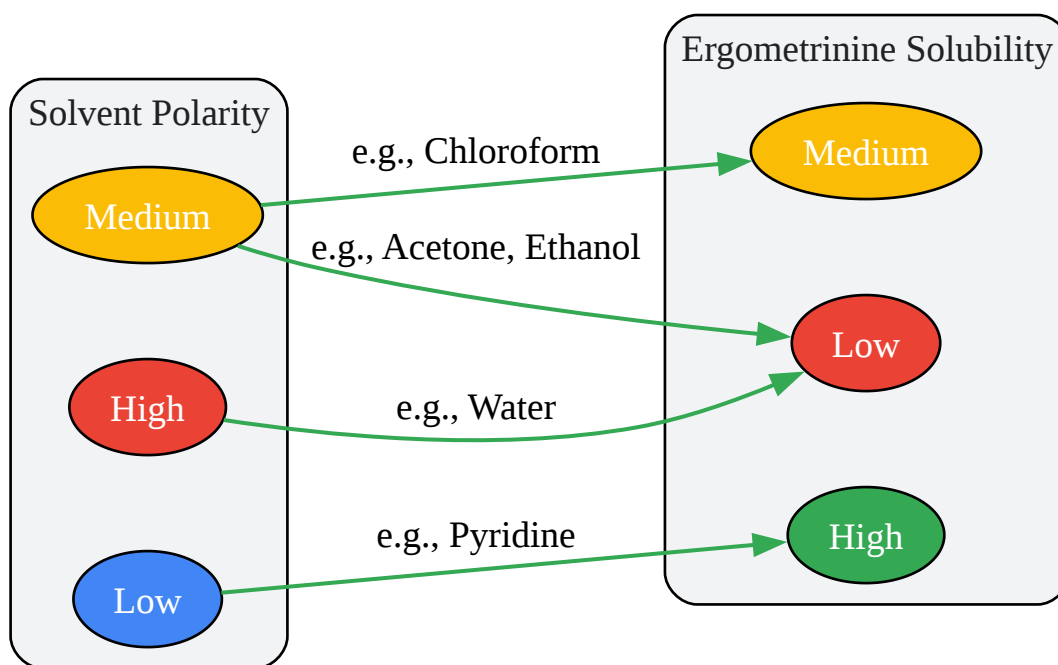 Ergometrinine Solubility
Solvent Polarity
e.g., Chloroform
Medium
Medium
e.g., Acetone, Ethanol
Low
High
e.g., Water
e.g., Pyridine
High
Low